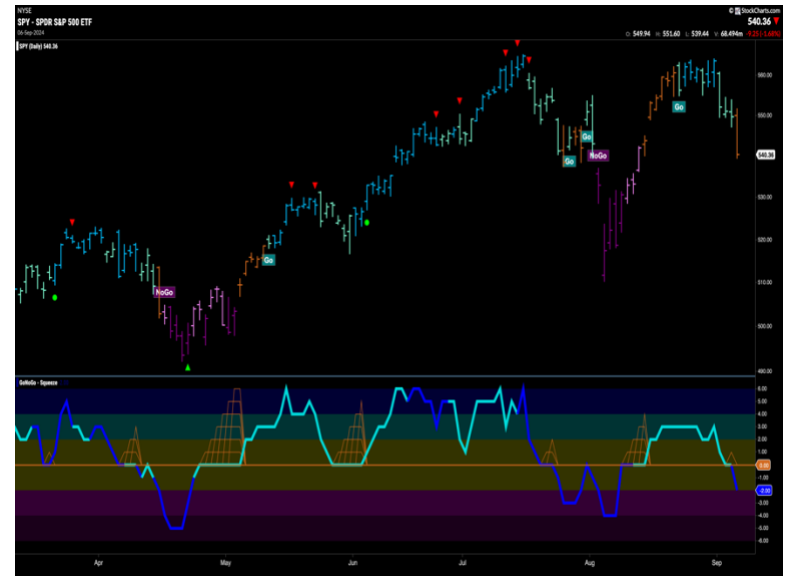 NYSE
© StockCharts.com
SPY - SPDR S&P 500 ETF
540.36
06-Sep-2024
O: 549.94 H: 551.60 L: 539.44 V: 68.494m -9.25 (-1.68%)
SPY (Daily) 540.36
560.00
Go
550.00
Go
NoGo
540.36
Go
530.00
520.00
Go
510.00
NoGo
500.00
490.00
GoNoGo - Squeeze
6.00
5.00
4.00
3.00
2.00
1.00
0.00
-1.00
-2.00
-3.00
-4.00
-5.00
-6.00
Apr May Jun Jul Aug Sep